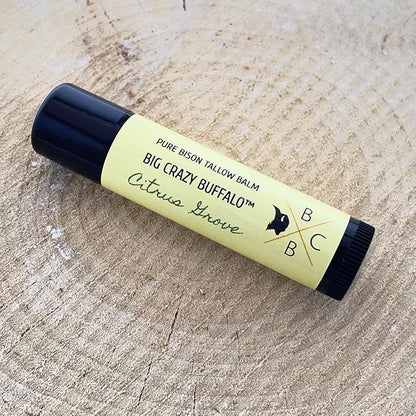 PURE BISON TALLOW BALM
BIG CRAZY BUFFALO™
Citrus Grove
B
C
B